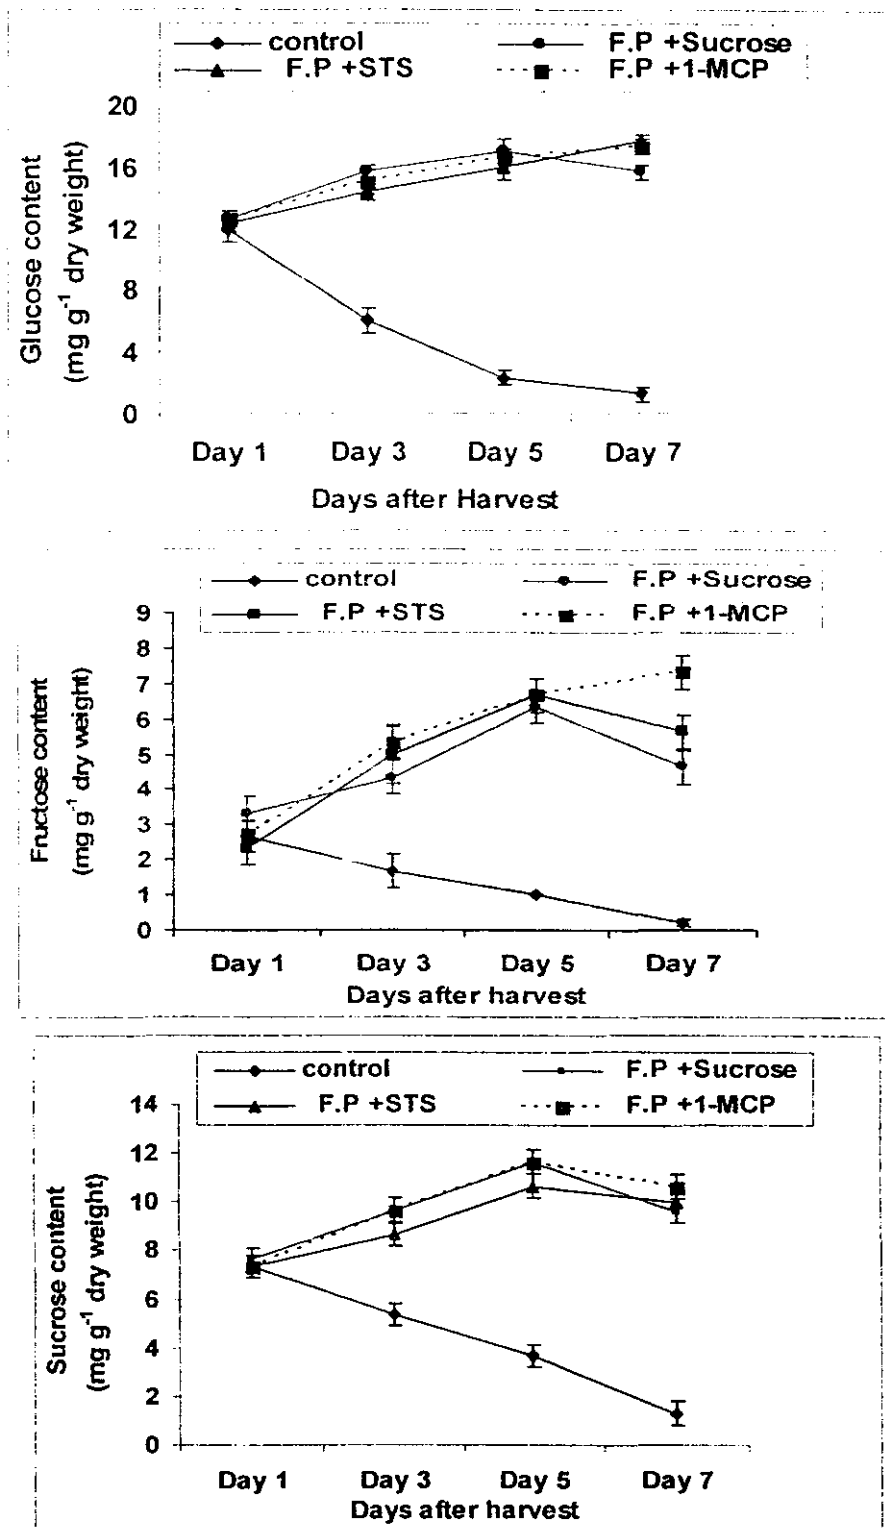 control F.P +Sucrose
F.P +STS F.P +1-MCP
Glucose content
(mg g⁻¹ dry weight)
20
16
12
8
4
0
Day 1 Day 3 Day 5 Day 7
Days after Harvest
control F.P +Sucrose
F.P +STS F.P +1-MCP
Fructose content
(mg g⁻¹ dry weight)
9
8
7
6
5
4
3
2
1
0
Day 1 Day 3 Day 5 Day 7
Days after harvest
control F.P +Sucrose
F.P +STS F.P +1-MCP
Sucrose content
(mg g⁻¹ dry weight)
14
12
10
8
6
4
2
0
Day 1 Day 3 Day 5 Day 7
Days after harvest